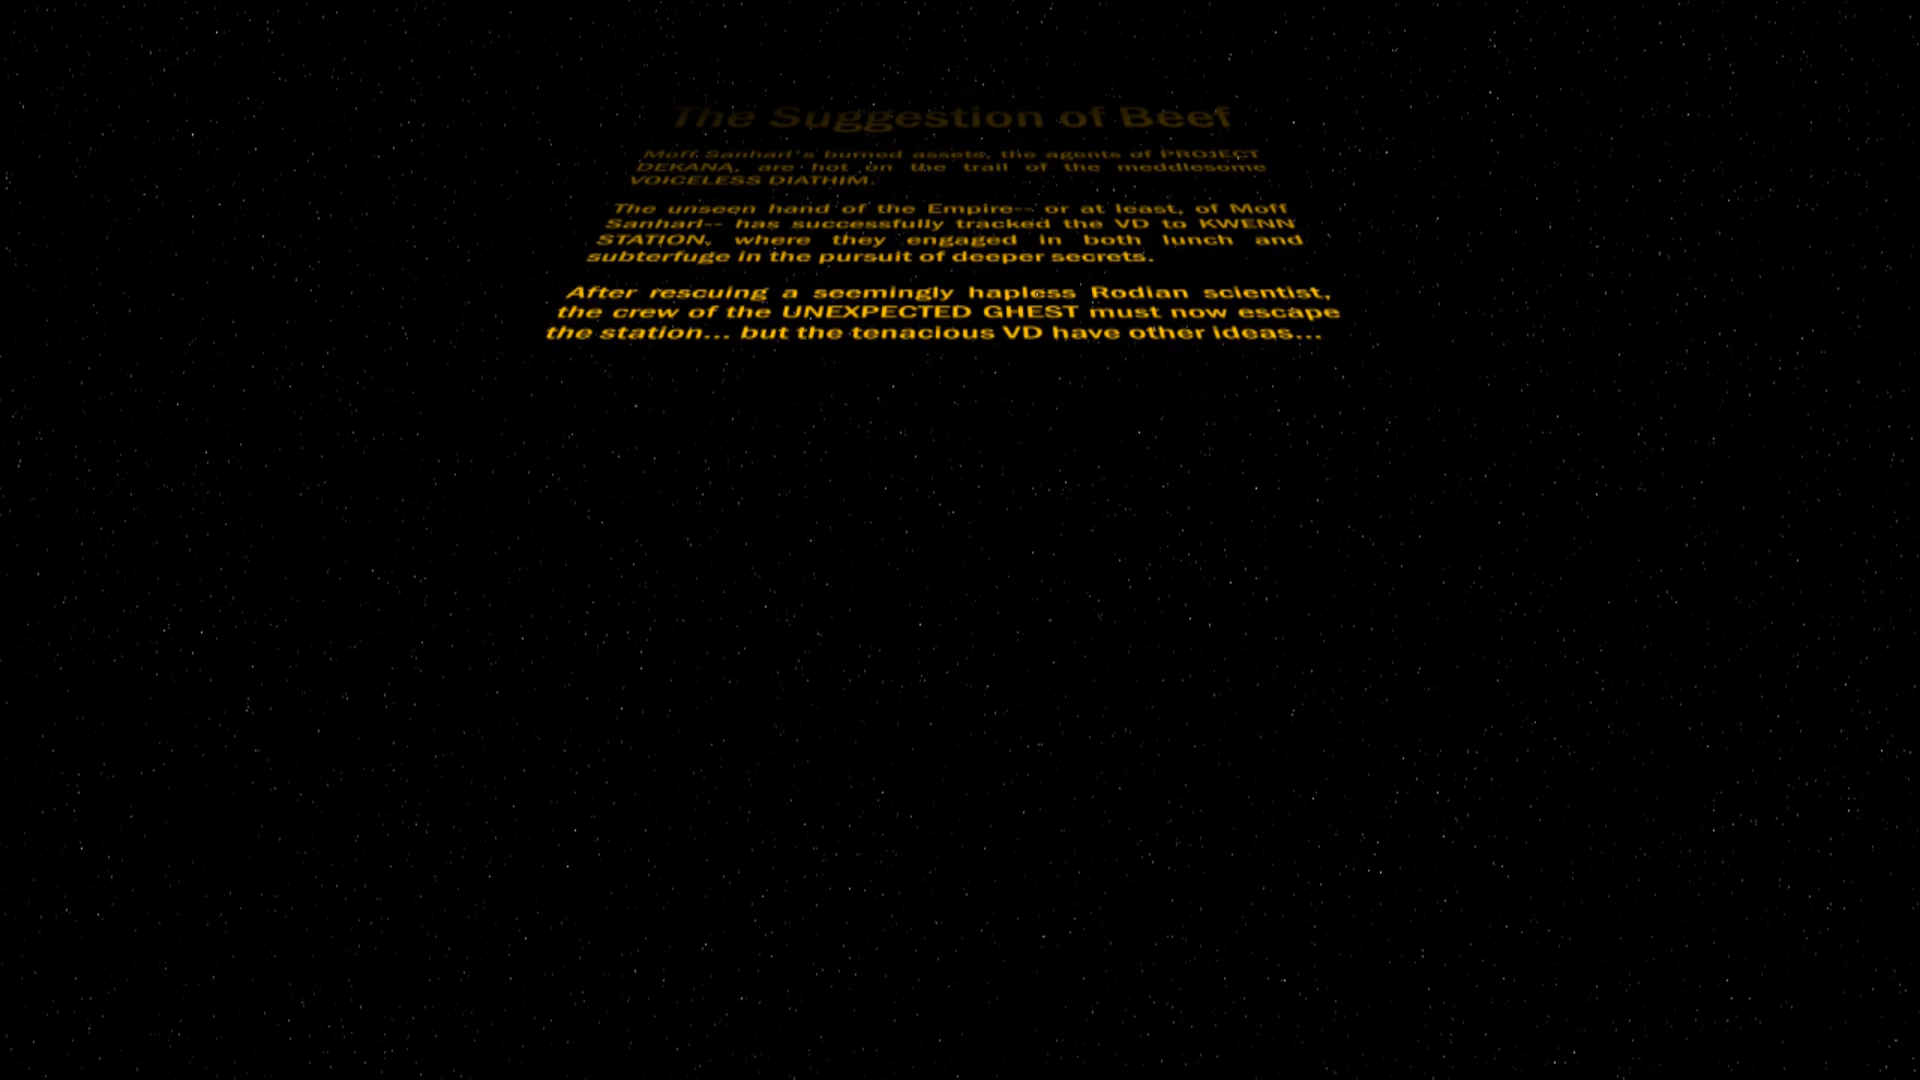 The Suggestion of Beef
Moff Sanharl's burned assets, the agents of PROJECT
DEKANA, are hot on the trail of the meddlesome
VOICELESS DIATHIM.
The unseen hand of the Empire-- or at least, of Moff
Sanharl-- has successfully tracked the VD to KWENN
STATION, where they engaged in both lunch and
subterfuge in the pursuit of deeper secrets.
After rescuing a seemingly hapless Rodian scientist,
the crew of the UNEXPECTED GHEST must now escape
the station... but the tenacious VD have other ideas...